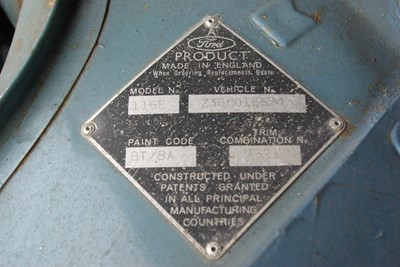 Ford
PRODUCT
MADE IN ENGLAND
When Ordering Replacements, Quote
MODEL No. VEHICLE No.
116E
PAINT CODE TRIM COMBINATION No.
BT/BA
CONSTRUCTED UNDER
PATENTS GRANTED
IN ALL PRINCIPAL
MANUFACTURING
COUNTRIES